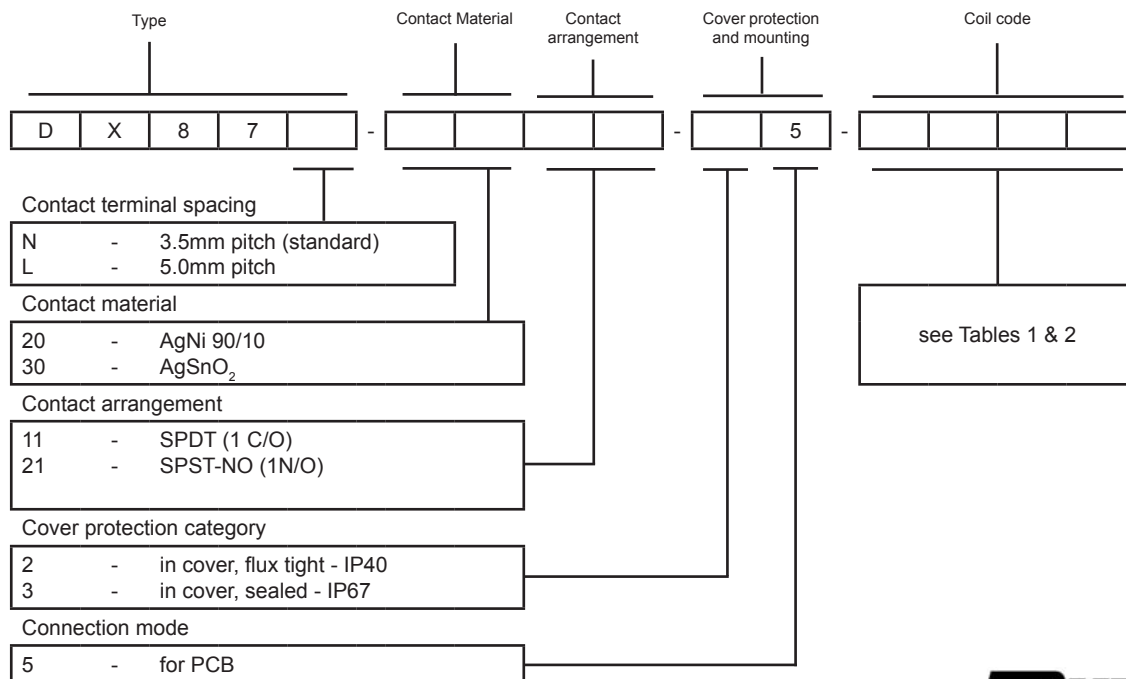 Type
Contact Material
Contact
arrangement
Cover protection
and mounting
Coil code
D X 8 7 - - 5 -
Contact terminal spacing
N - 3.5mm pitch (standard)
L - 5.0mm pitch
Contact material
20 - AgNi 90/10
30 - AgSnO2
see Tables 1 & 2
Contact arrangement
11 - SPDT (1 C/O)
21 - SPST-NO (1N/O)
Cover protection category
2 - in cover, flux tight - IP40
3 - in cover, sealed - IP67
Connection mode
5 - for PCB